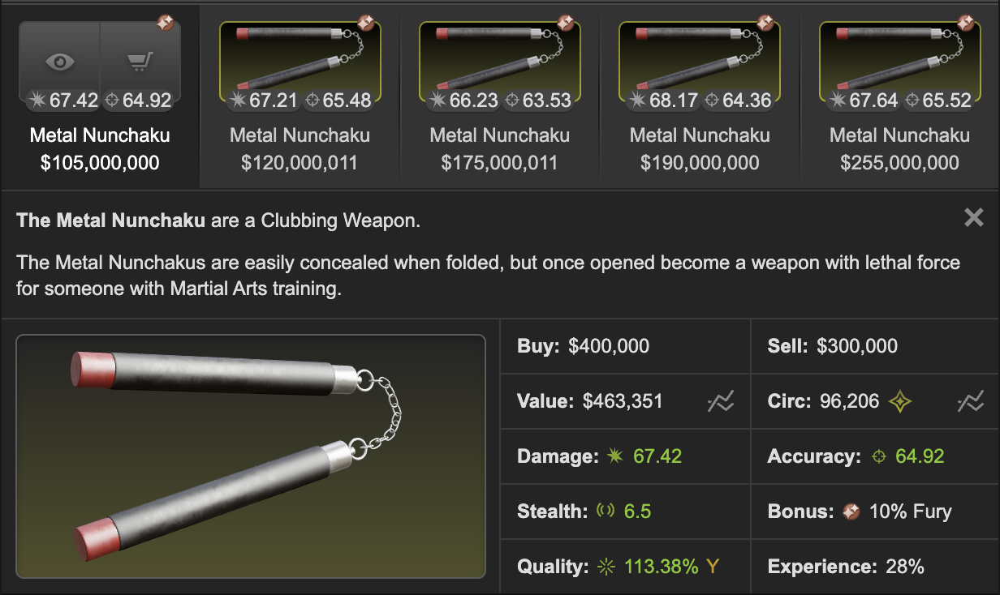 67.42 64.92 67.21 65.48 66.23 63.53 68.17 64.36 67.64 65.52
Metal Nunchaku Metal Nunchaku Metal Nunchaku Metal Nunchaku Metal Nunchaku
$105,000,000 $120,000,011 $175,000,011 $190,000,000 $255,000,000
The Metal Nunchaku are a Clubbing Weapon.
The Metal Nunchakus are easily concealed when folded, but once opened become a weapon with lethal force
for someone with Martial Arts training.
Buy: $400,000 Sell: $300,000
Value: $463,351 Circ: 96,206
Damage: 67.42 Accuracy: 64.92
Stealth: 6.5 Bonus: 10% Fury
Quality: 113.38% Y Experience: 28%